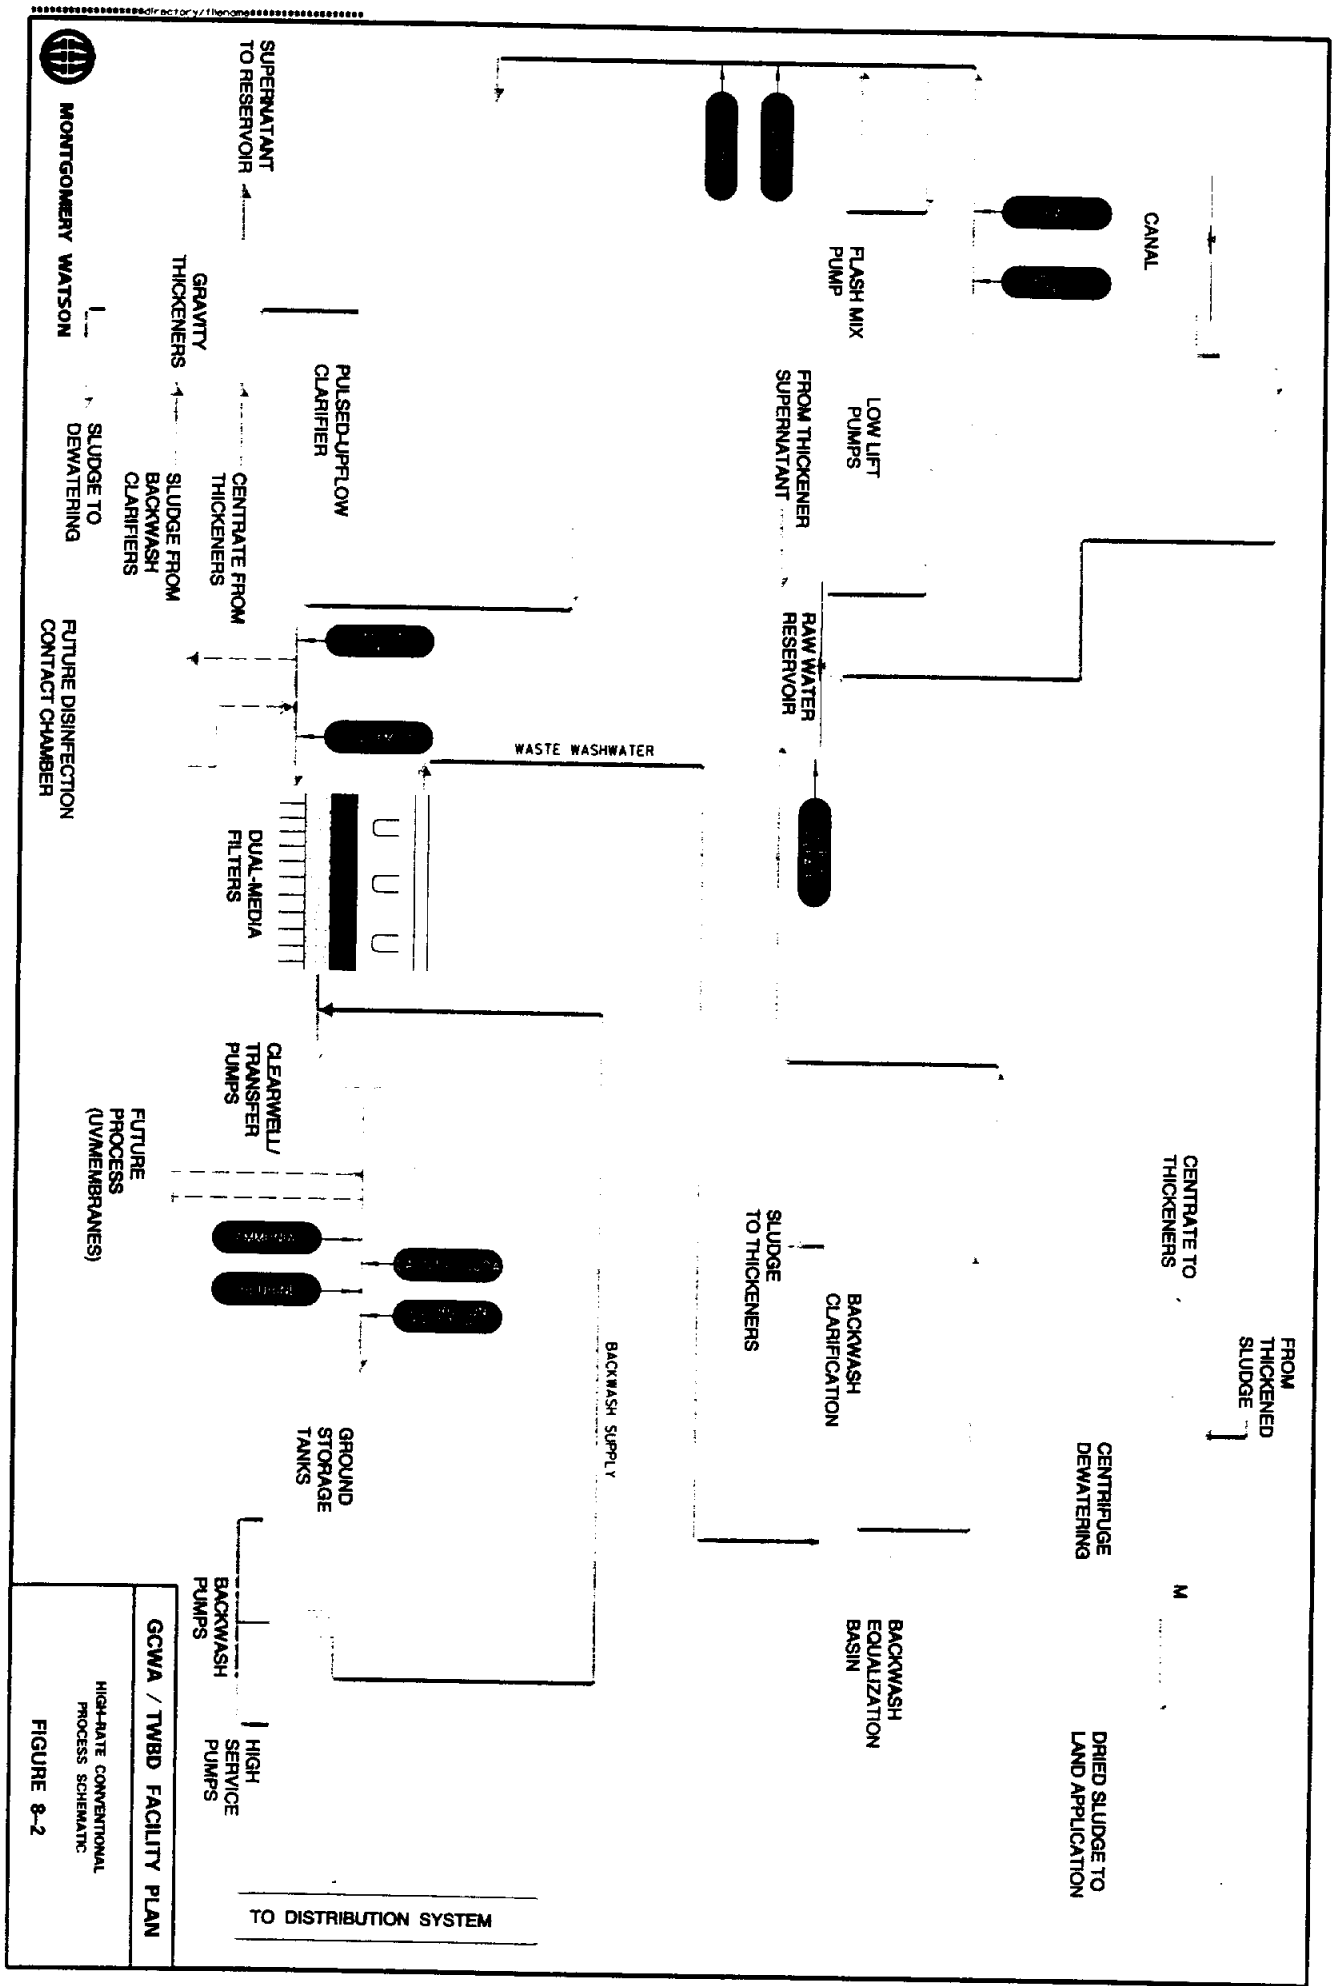 directory/filename
CANAL
FLASH MIX
PUMP
LOW LIFT
PUMPS
FROM THICKENER
SUPERNATANT
RAW WATER
RESERVOIR
CENTRATE TO
THICKENERS
FROM
THICKENED
SLUDGE
CENTRIFUGE
DEWATERING
M
DRIED SLUDGE TO
LAND APPLICATION
SLUDGE
TO THICKENERS
BACKWASH
CLARIFICATION
BACKWASH
EQUALIZATION
BASIN
WASTE WASHWATER
BACKWASH SUPPLY
SUPERNATANT
TO RESERVOIR
PULSED-UPFLOW
CLARIFIER
GRAVITY
THICKENERS
CENTRATE FROM
THICKENERS
SLUDGE FROM
BACKWASH
CLARIFIERS
SLUDGE TO
DEWATERING
FUTURE DISINFECTION
CONTACT CHAMBER
DUAL-MEDIA
FILTERS
CLEARWELL/
TRANSFER
PUMPS
FUTURE
PROCESS
(UV/MEMBRANES)
AMMONIA
GROUND
STORAGE
TANKS
BACKWASH
PUMPS
HIGH
SERVICE
PUMPS
TO DISTRIBUTION SYSTEM
MONTGOMERY WATSON
GCWA / TWBD FACILITY PLAN
HIGH-RATE CONVENTIONAL
PROCESS SCHEMATIC
FIGURE 8-2